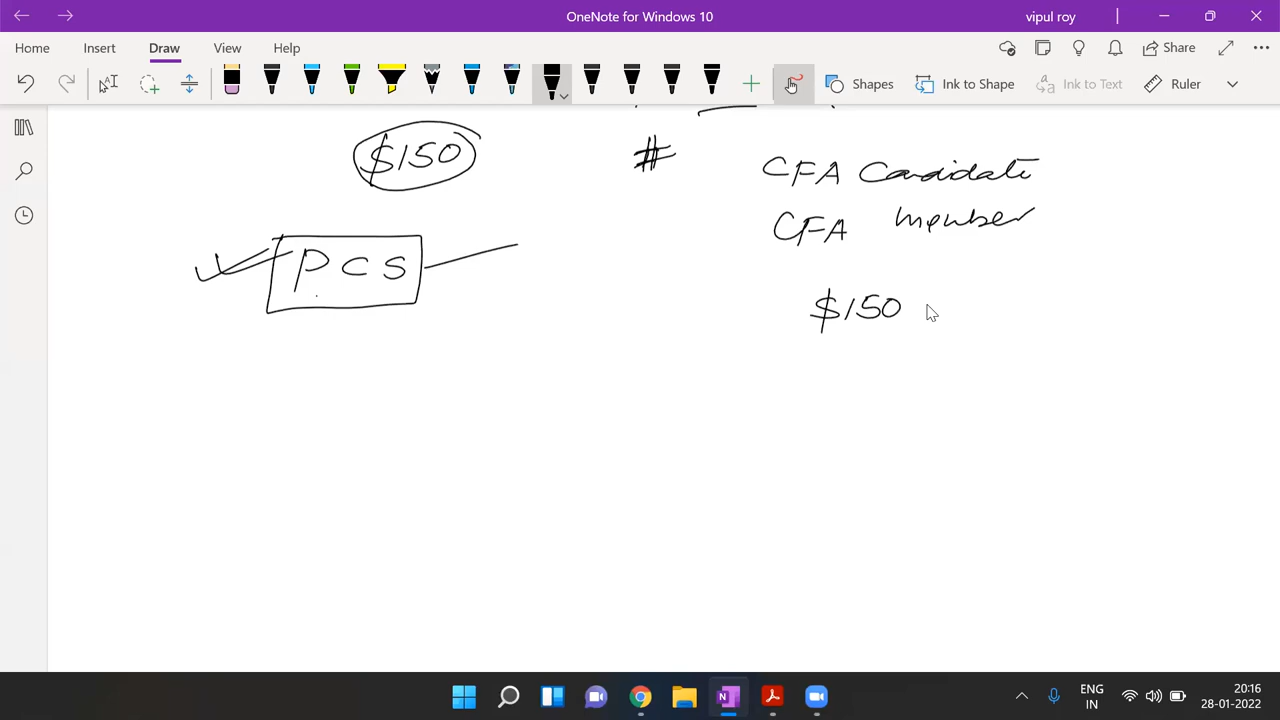 OneNote for Windows 10
vipul roy
Home Insert Draw View Help
Share
Shapes Ink to Shape Ink to Text Ruler
$150
#
CFA Candidate
CFA Member
PCS
$150
ENG
IN
20:16
28-01-2022